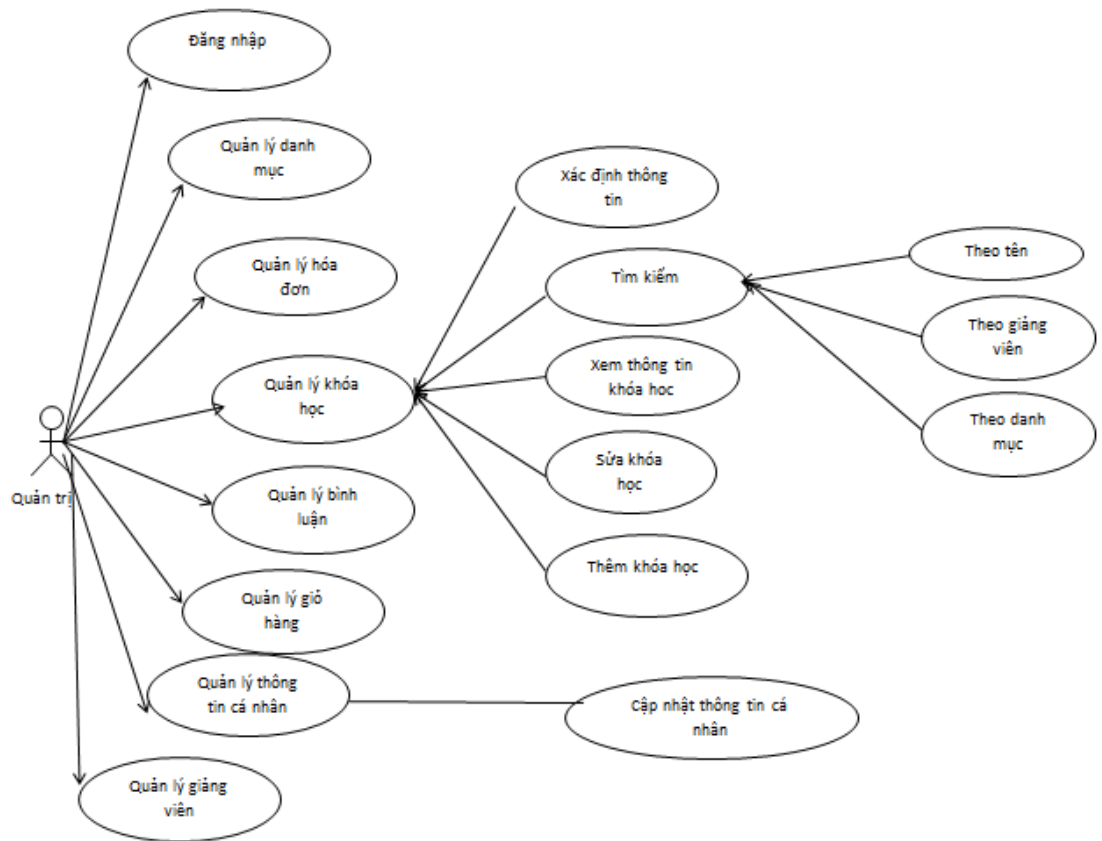 Đăng nhập
Quản lý danh
mục
Quản lý hóa
đơn
Quản lý khóa
học
Quản trị
Quản lý bình
luận
Quản lý giỏ
hàng
Quản lý thông
tin cá nhân
Quản lý giảng
viên
Xác định thông
tin
Tìm kiếm
Xem thông tin
khóa học
Sửa khóa
học
Thêm khóa học
Cập nhật thông tin cá
nhân
Theo tên
Theo giảng
viên
Theo danh
mục